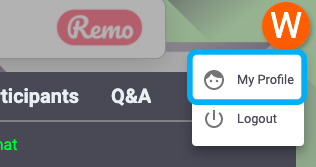 Remo
W
My Profile
rticipants Q&A
Logout
hat